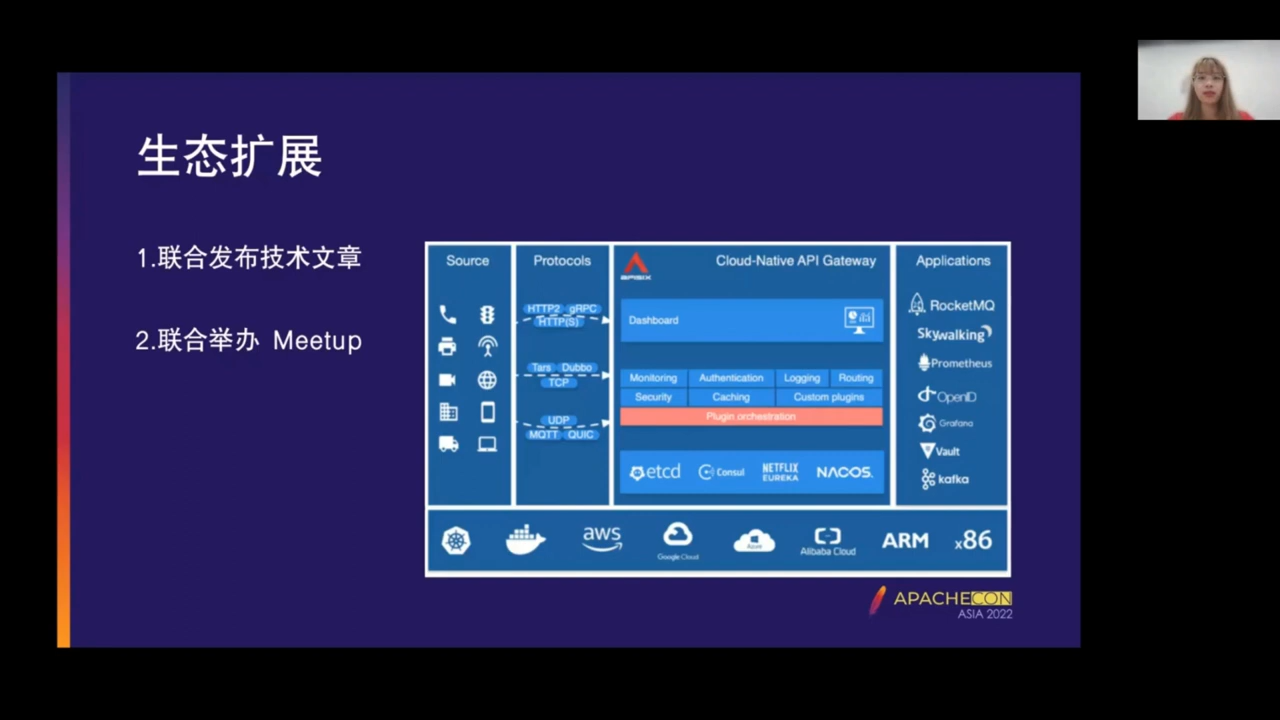 生态扩展
1.联合发布技术文章
2.联合举办 Meetup
Source
Protocols
HTTP2 gRPC
HTTP(S)
Tars Dubbo
TCP
UDP
MQTT QUIC
APISIX
Cloud-Native API Gateway
Dashboard
Monitoring Authentication Logging Routing
Security Caching Custom plugins
Plugin orchestration
etcd Consul NETFLIX EUREKA NACOS.
Applications
RocketMQ
Skywalking
Prometheus
OpenID
Grafana
Vault
kafka
aws Google Cloud Azure Alibaba Cloud ARM x86
APACHECON
ASIA 2022